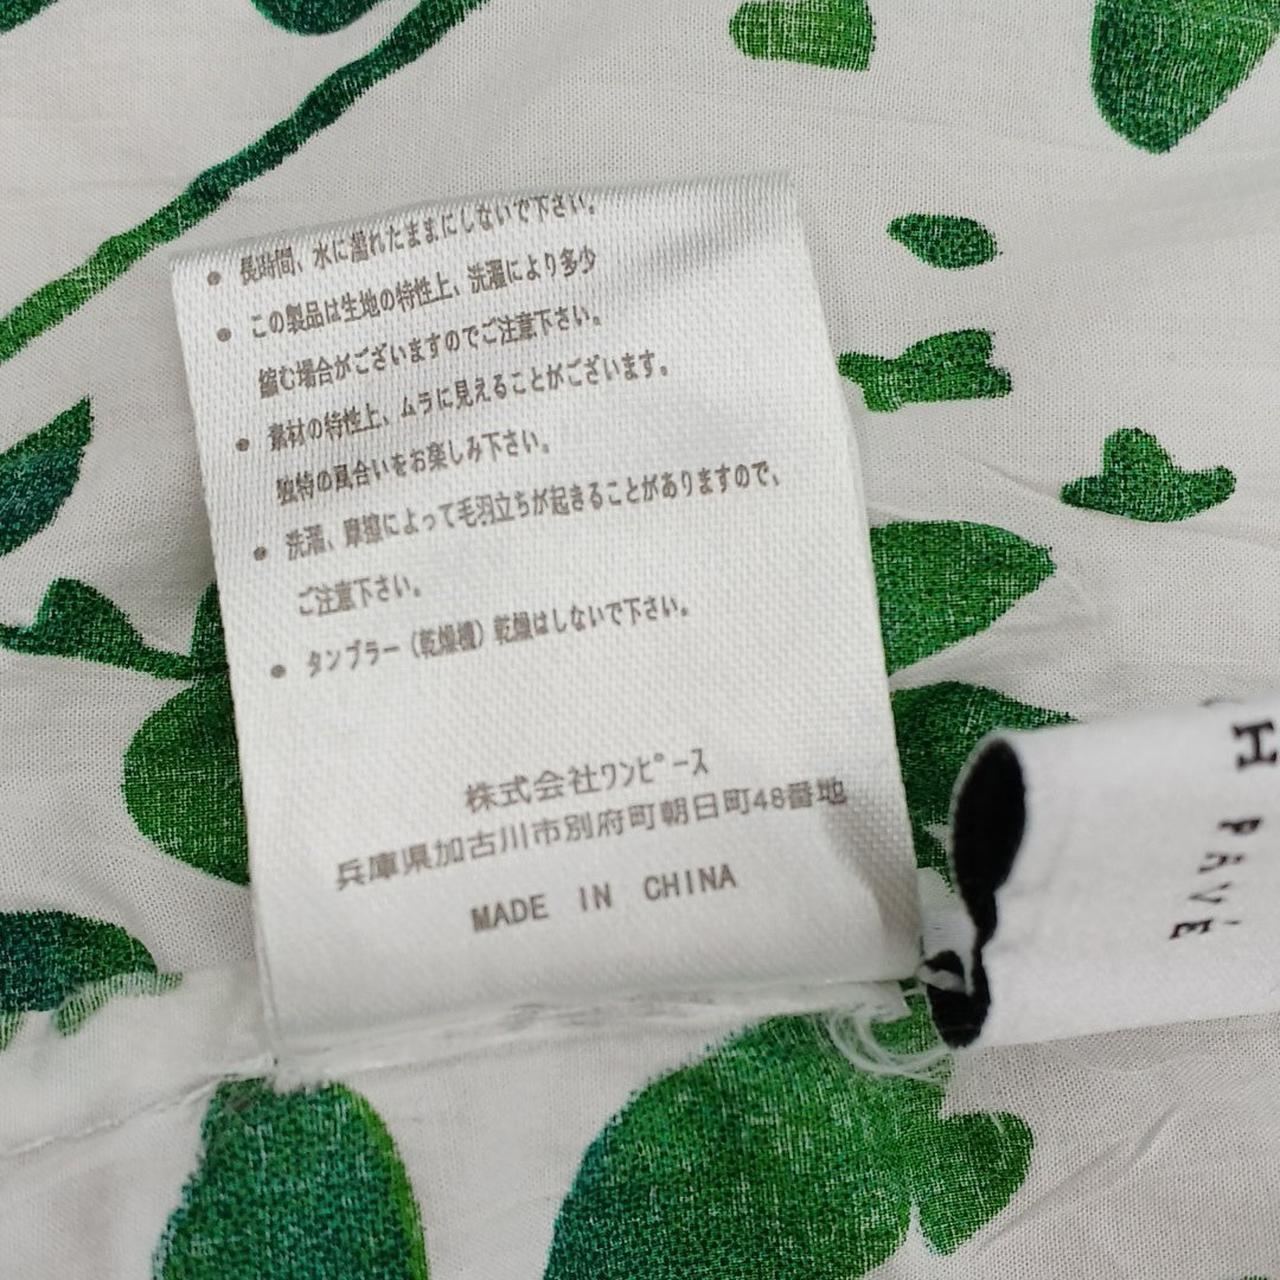 ● 長時間、水に濡れたままにしないで下さい。
● この製品は生地の特性上、洗濯により多少
縮む場合がございますのでご注意下さい。
● 素材の特性上、ムラに見えることがございます。
独特の風合いをお楽しみ下さい。
● 洗濯、摩擦によって毛羽立ちが起きることがありますので、
ご注意下さい。
● タンブラー（乾燥機）乾燥はしないで下さい。
株式会社ﾜﾝﾋﾟｰｽ
兵庫県加古川市別府町朝日町48番地
MADE IN CHINA
H
PAVÉ